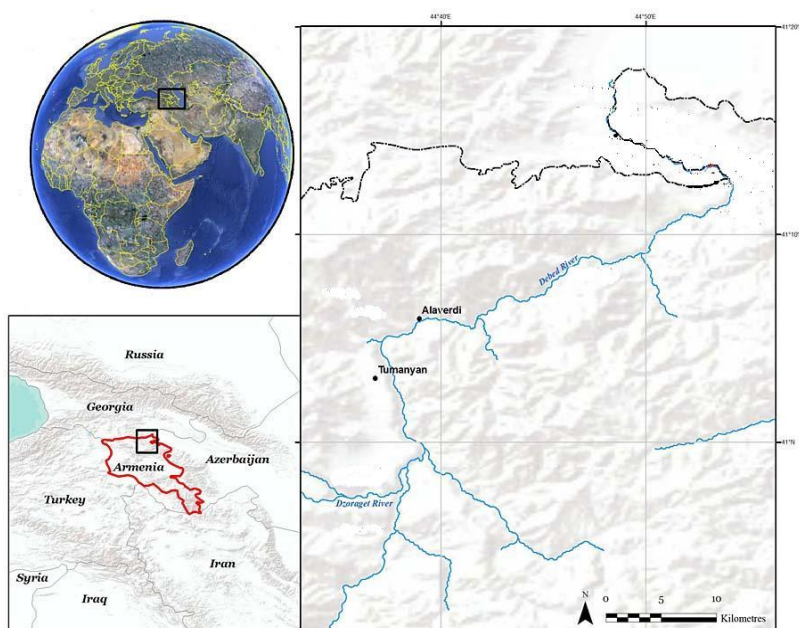 44°40'E
44°50'E
41°20'
41°10'
Debed River
Alaverdi
Tumanyan
41°N
Dzoraget River
Russia
Georgia
Armenia
Azerbaijan
Turkey
Iran
Syria
Iraq
N
0 5 10
Kilometres